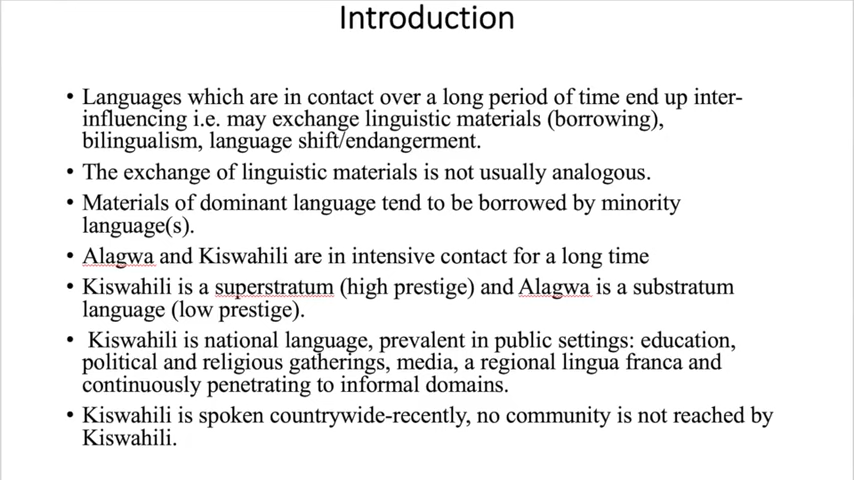 Introduction
• Languages which are in contact over a long period of time end up inter-
influencing i.e. may exchange linguistic materials (borrowing),
bilingualism, language shift/endangerment.
• The exchange of linguistic materials is not usually analogous.
• Materials of dominant language tend to be borrowed by minority
language(s).
• Alagwa and Kiswahili are in intensive contact for a long time
• Kiswahili is a superstratum (high prestige) and Alagwa is a substratum
language (low prestige).
• Kiswahili is national language, prevalent in public settings: education,
political and religious gatherings, media, a regional lingua franca and
continuously penetrating to informal domains.
• Kiswahili is spoken countrywide-recently, no community is not reached by
Kiswahili.